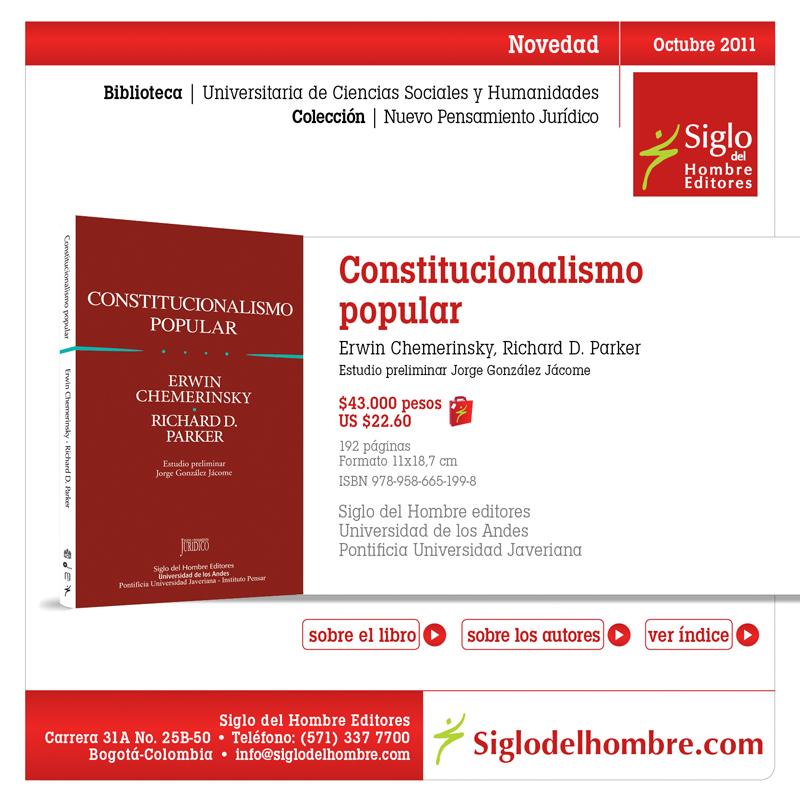 Novedad
Octubre 2011
Biblioteca | Universitaria de Ciencias Sociales y Humanidades
Colección | Nuevo Pensamiento Jurídico
Siglo
del
Hombre
Editores
Constitucionalismo popular
Erwin Chemerinsky • Richard D. Parker
CONSTITUCIONALISMO
POPULAR
ERWIN
CHEMERINSKY
RICHARD D.
PARKER
Estudio preliminar
Jorge González Jácome
JURÍDICO
Siglo del Hombre Editores
Universidad de los Andes
Pontificia Universidad Javeriana - Instituto Pensar
Constitucionalismo
popular
Erwin Chemerinsky, Richard D. Parker
Estudio preliminar Jorge González Jácome
$43.000 pesos
US $22.60
192 páginas
Formato 11x18,7 cm
ISBN 978-958-665-199-8
Siglo del Hombre editores
Universidad de los Andes
Pontificia Universidad Javeriana
sobre el libro
sobre los autores
ver índice
Siglo del Hombre Editores
Carrera 31A No. 25B-50 • Teléfono: (571) 337 7700
Bogotá-Colombia • info@siglodelhombre.com
Siglodelhombre.com